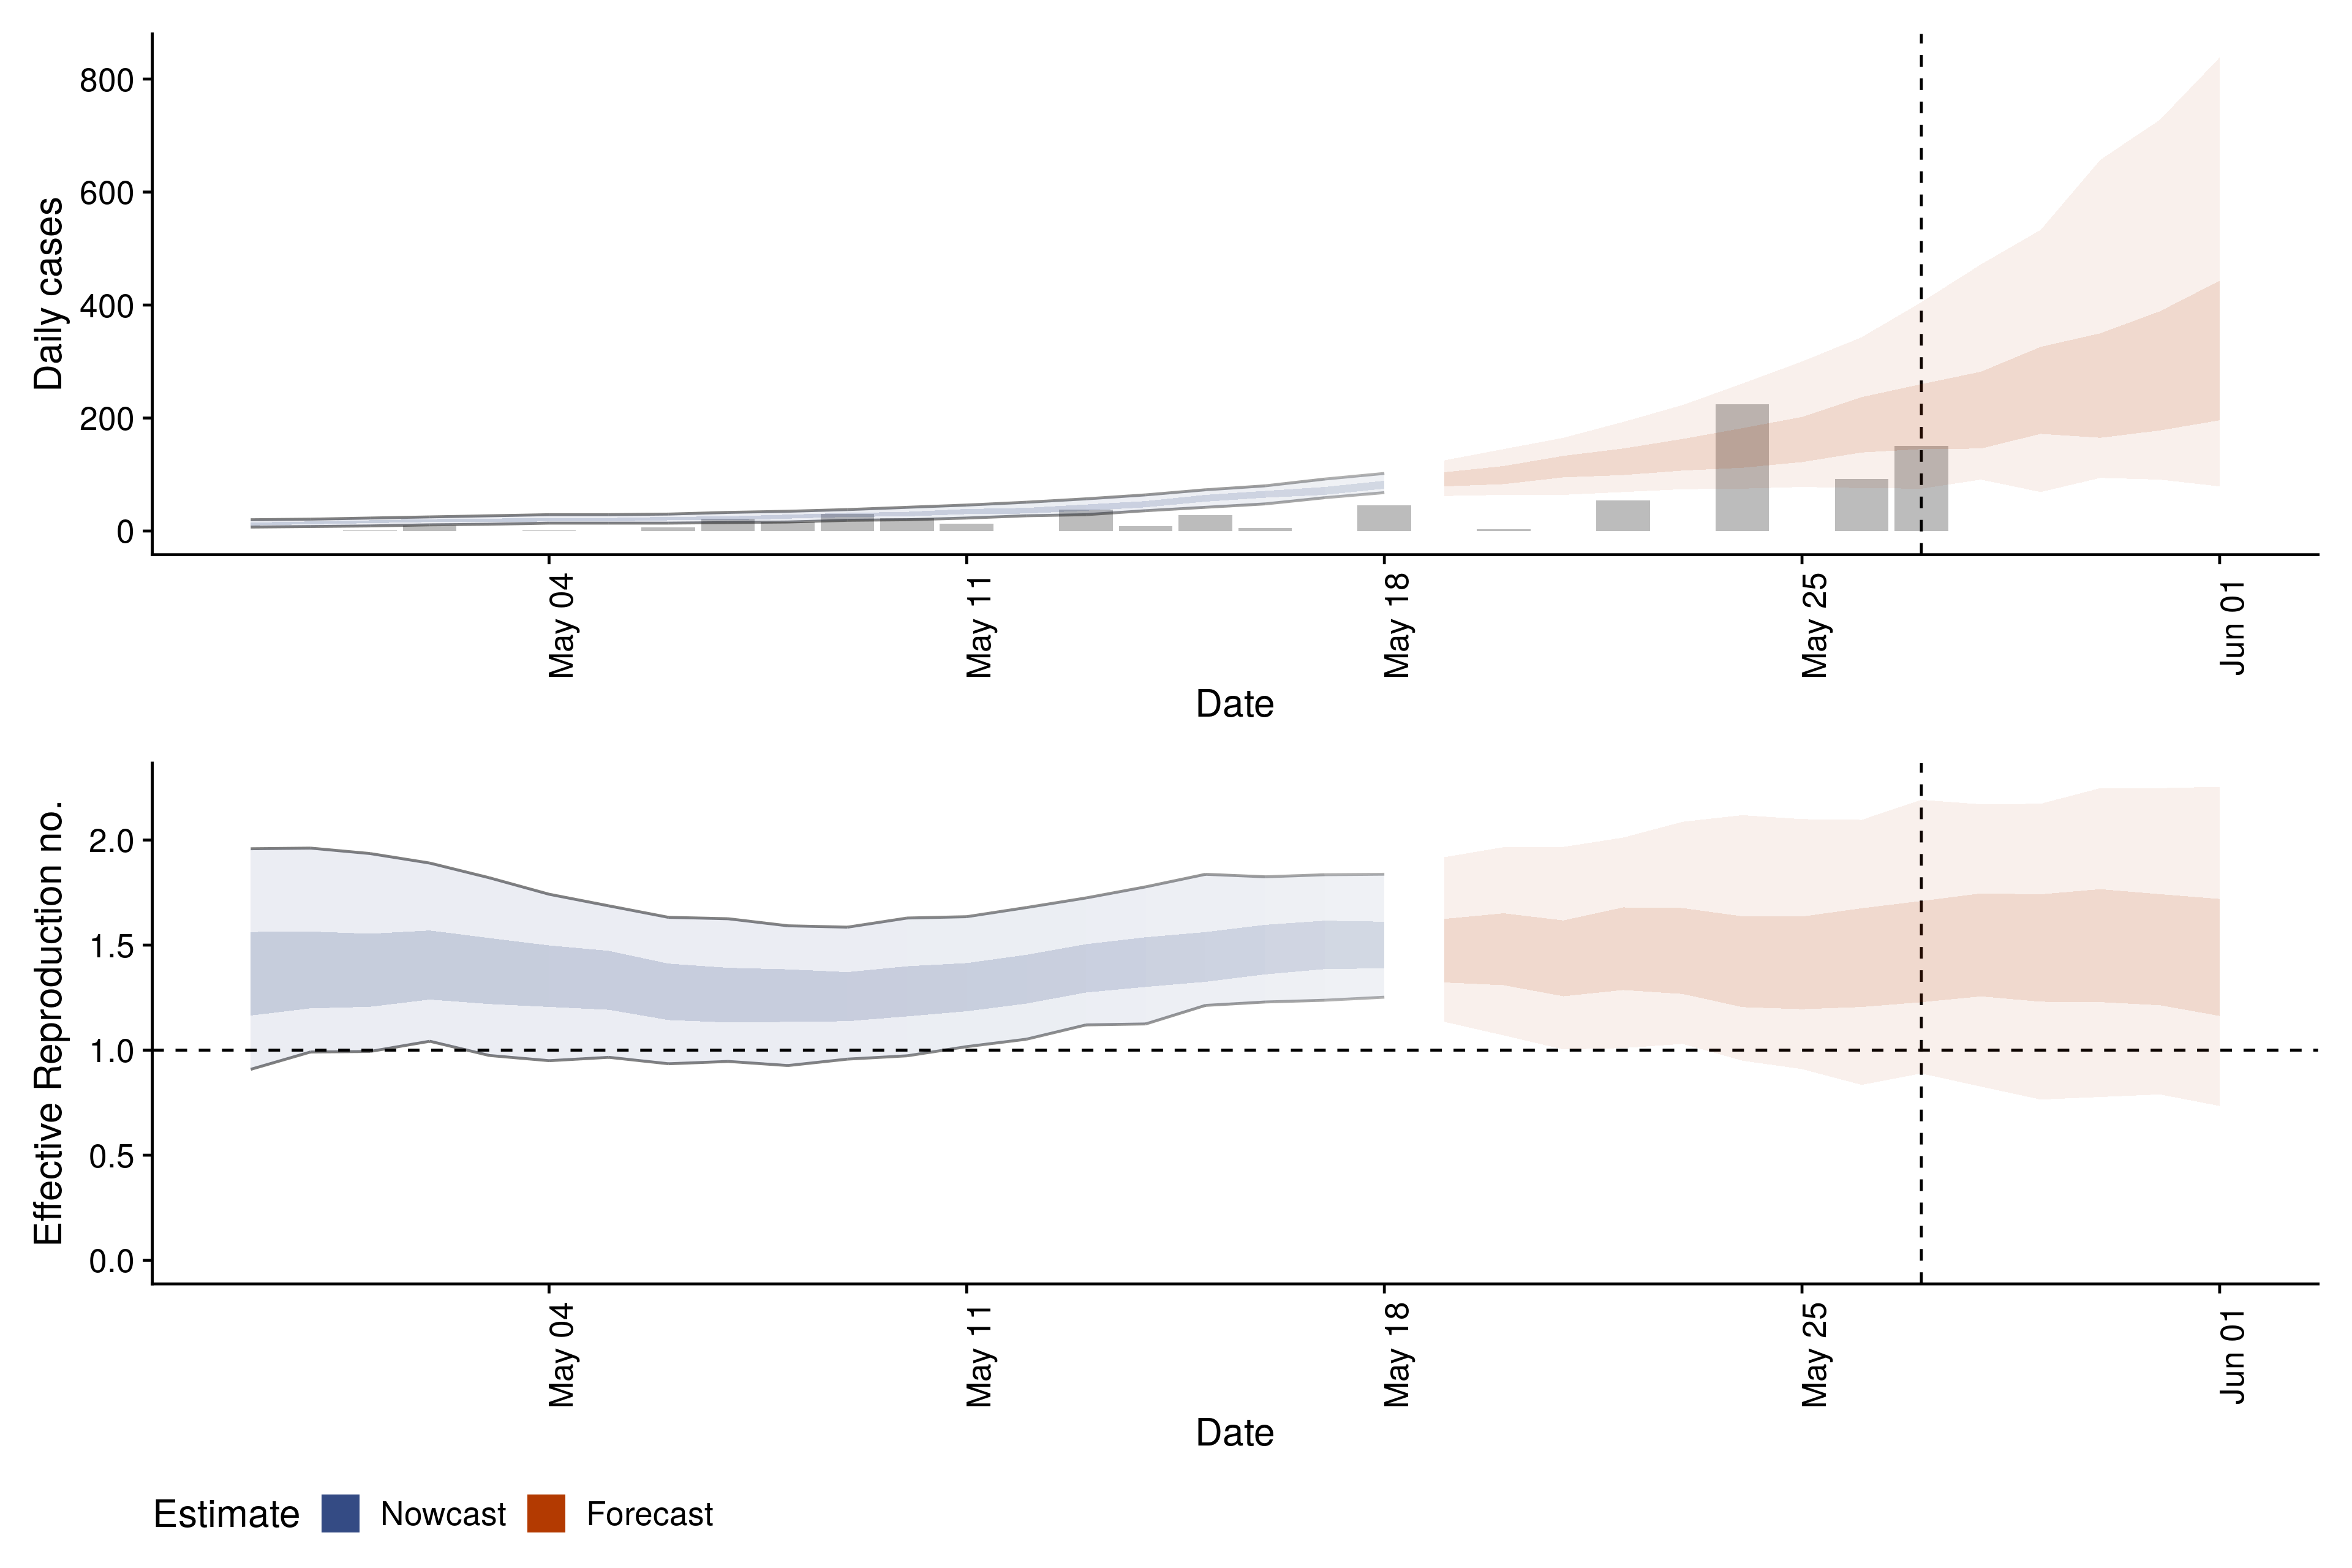 Daily cases
800
600
400
200
0
May 04
May 11
May 18
May 25
Jun 01
Date
Effective Reproduction no.
2.0
1.5
1.0
0.5
0.0
May 04
May 11
May 18
May 25
Jun 01
Date
Estimate Nowcast Forecast